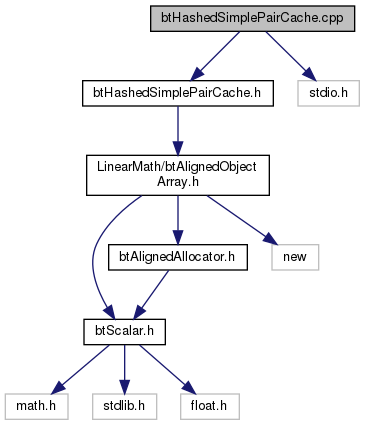 btHashedSimplePairCache.cpp
btHashedSimplePairCache.h
stdio.h
LinearMath/btAlignedObject
Array.h
btAlignedAllocator.h
new
btScalar.h
math.h
stdlib.h
float.h